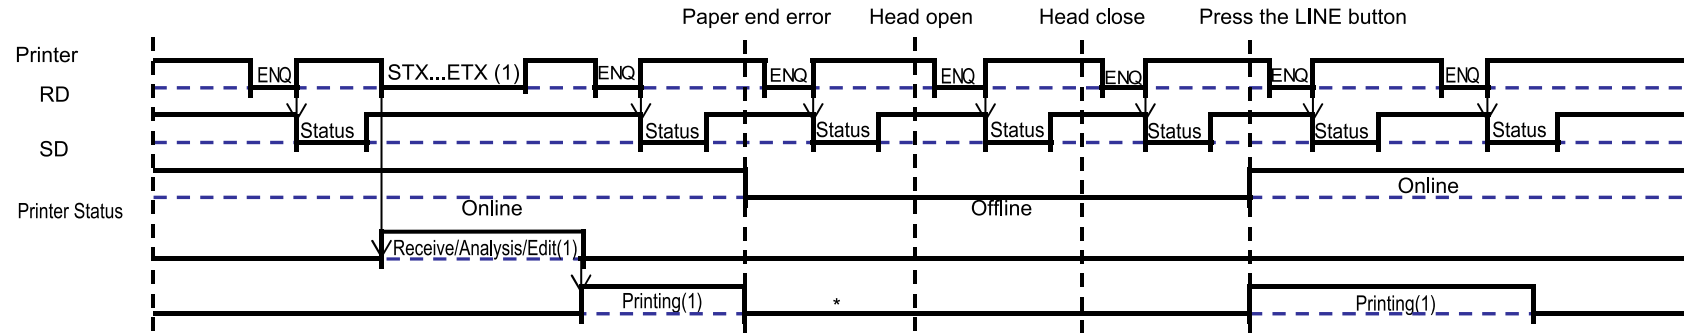 Paper end error Head open Head close Press the LINE button
Printer
ENQ STX...ETX (1) ENQ ENQ ENQ ENQ ENQ ENQ
RD
Status Status Status Status Status Status Status
SD
Online
Printer Status Online Offline
Receive/Analysis/Edit(1)
Printing(1) * Printing(1)